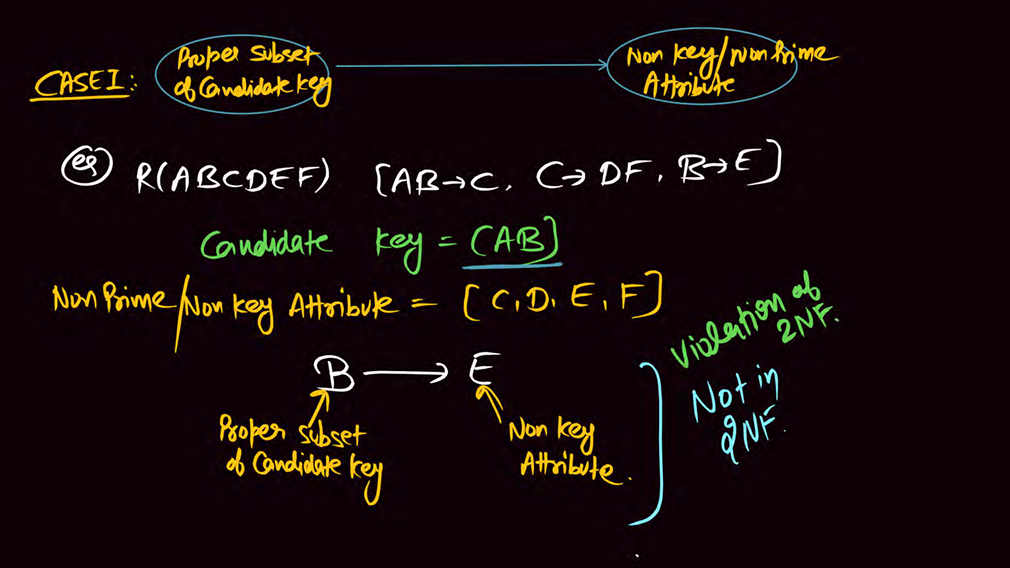 CASE I:
Proper subset
of Candidate key
Non key/Non Prime
Attribute
eg R(ABCDEF) [AB→C, C→DF, B→E]
Candidate key = (AB]
Non Prime/Non key Attribute = [C, D, E, F]
B → E
Proper subset
of Candidate key
Non key
Attribute.
Violation of
2NF.
Not in
2NF.